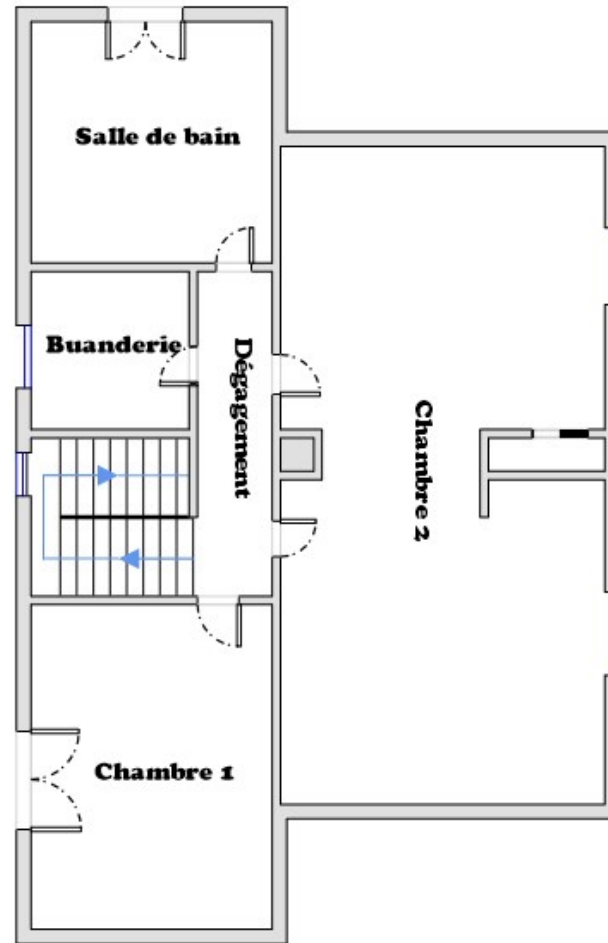 Salle de bain
Buanderie
Dégagement
Chambre 2
Chambre 1